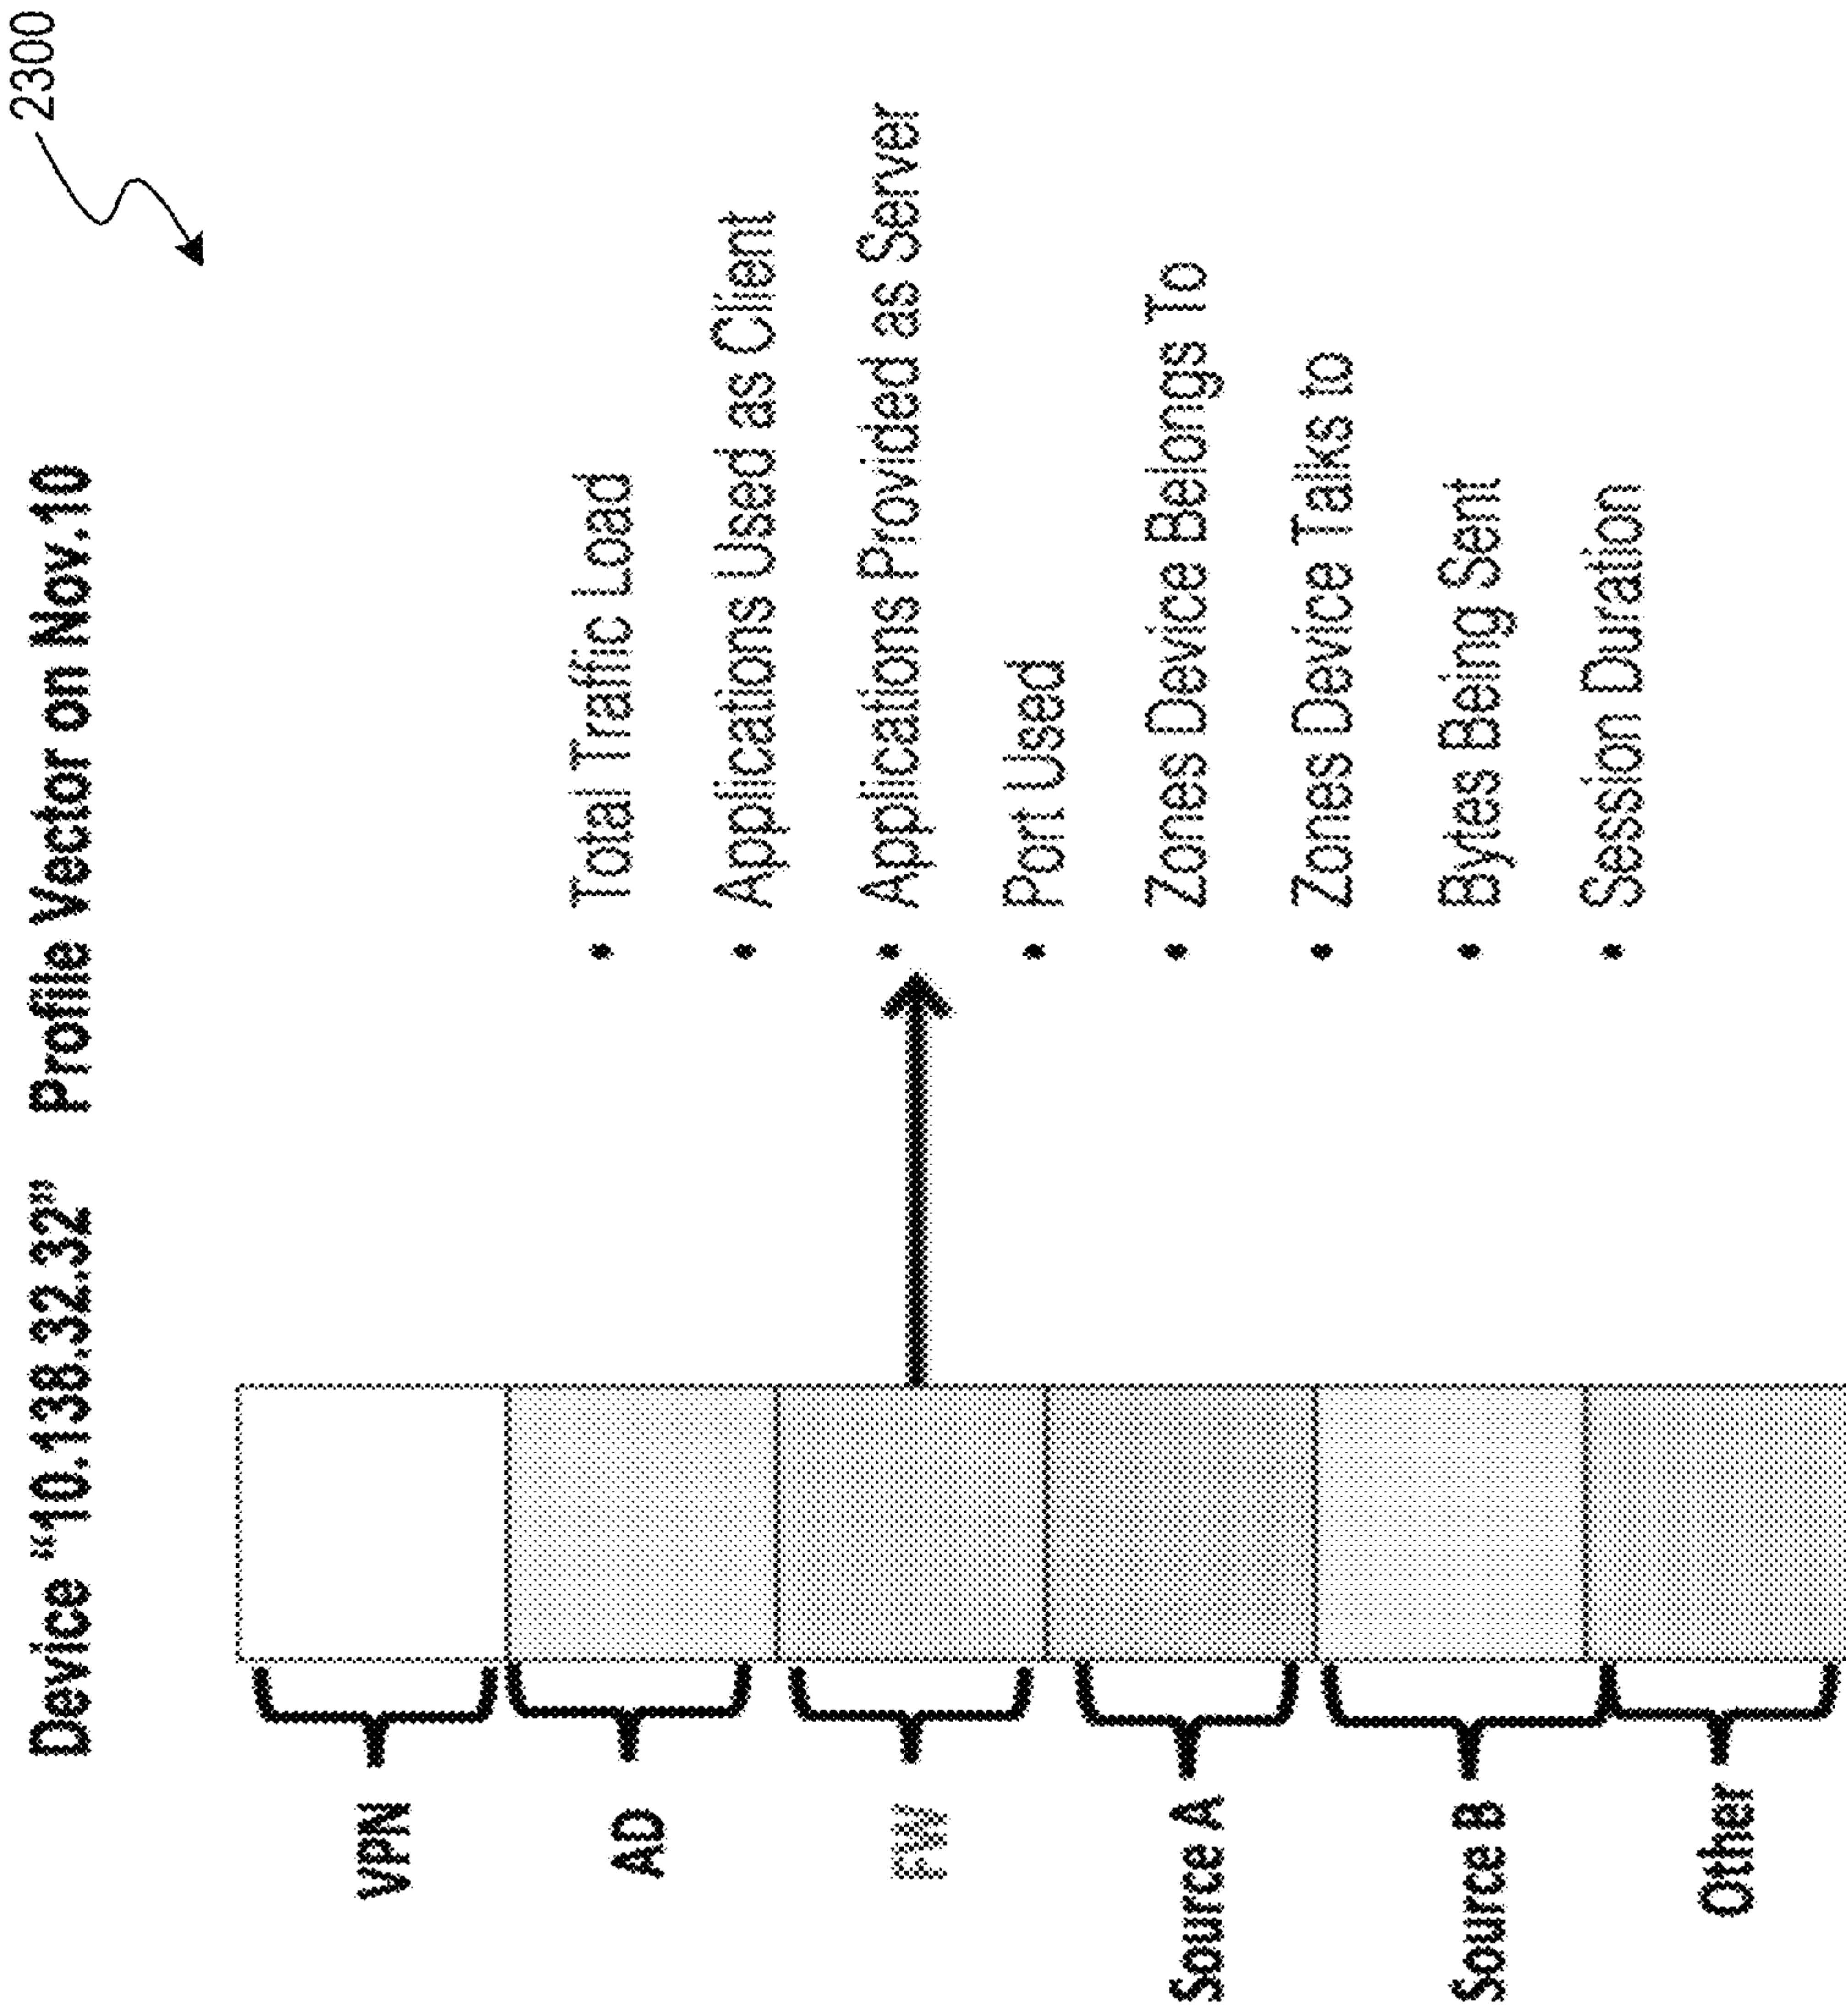 2300
Device “10.138.32.32” Profile Vector on Nov.10
VPN
AD
FW
Source A
Source B
Other
• Total Traffic Load
• Applications Used as Client
• Applications Provided as Server
• Port Used
• Zones Device Belongs To
• Zones Device Talks to
• Bytes Being Sent
• Session Duration